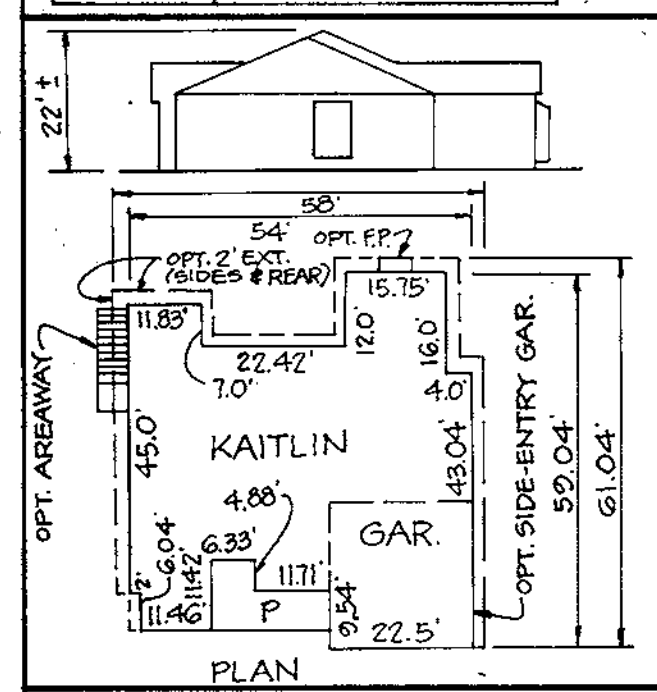 22' ±
58'
54'
OPT. F.P.
OPT. 2' EXT.
(SIDES & REAR)
15.75'
11.83'
12.0'
16.0'
22.42'
7.0'
4.0'
OPT. AREAWAY
45.0'
KAITLIN
43.04'
OPT. SIDE-ENTRY GAR.
59.04'
61.04'
4.88'
GAR.
6.33'
11.71'
2'
6.04'
11.42'
11.46'
P
9.54'
22.5'
PLAN